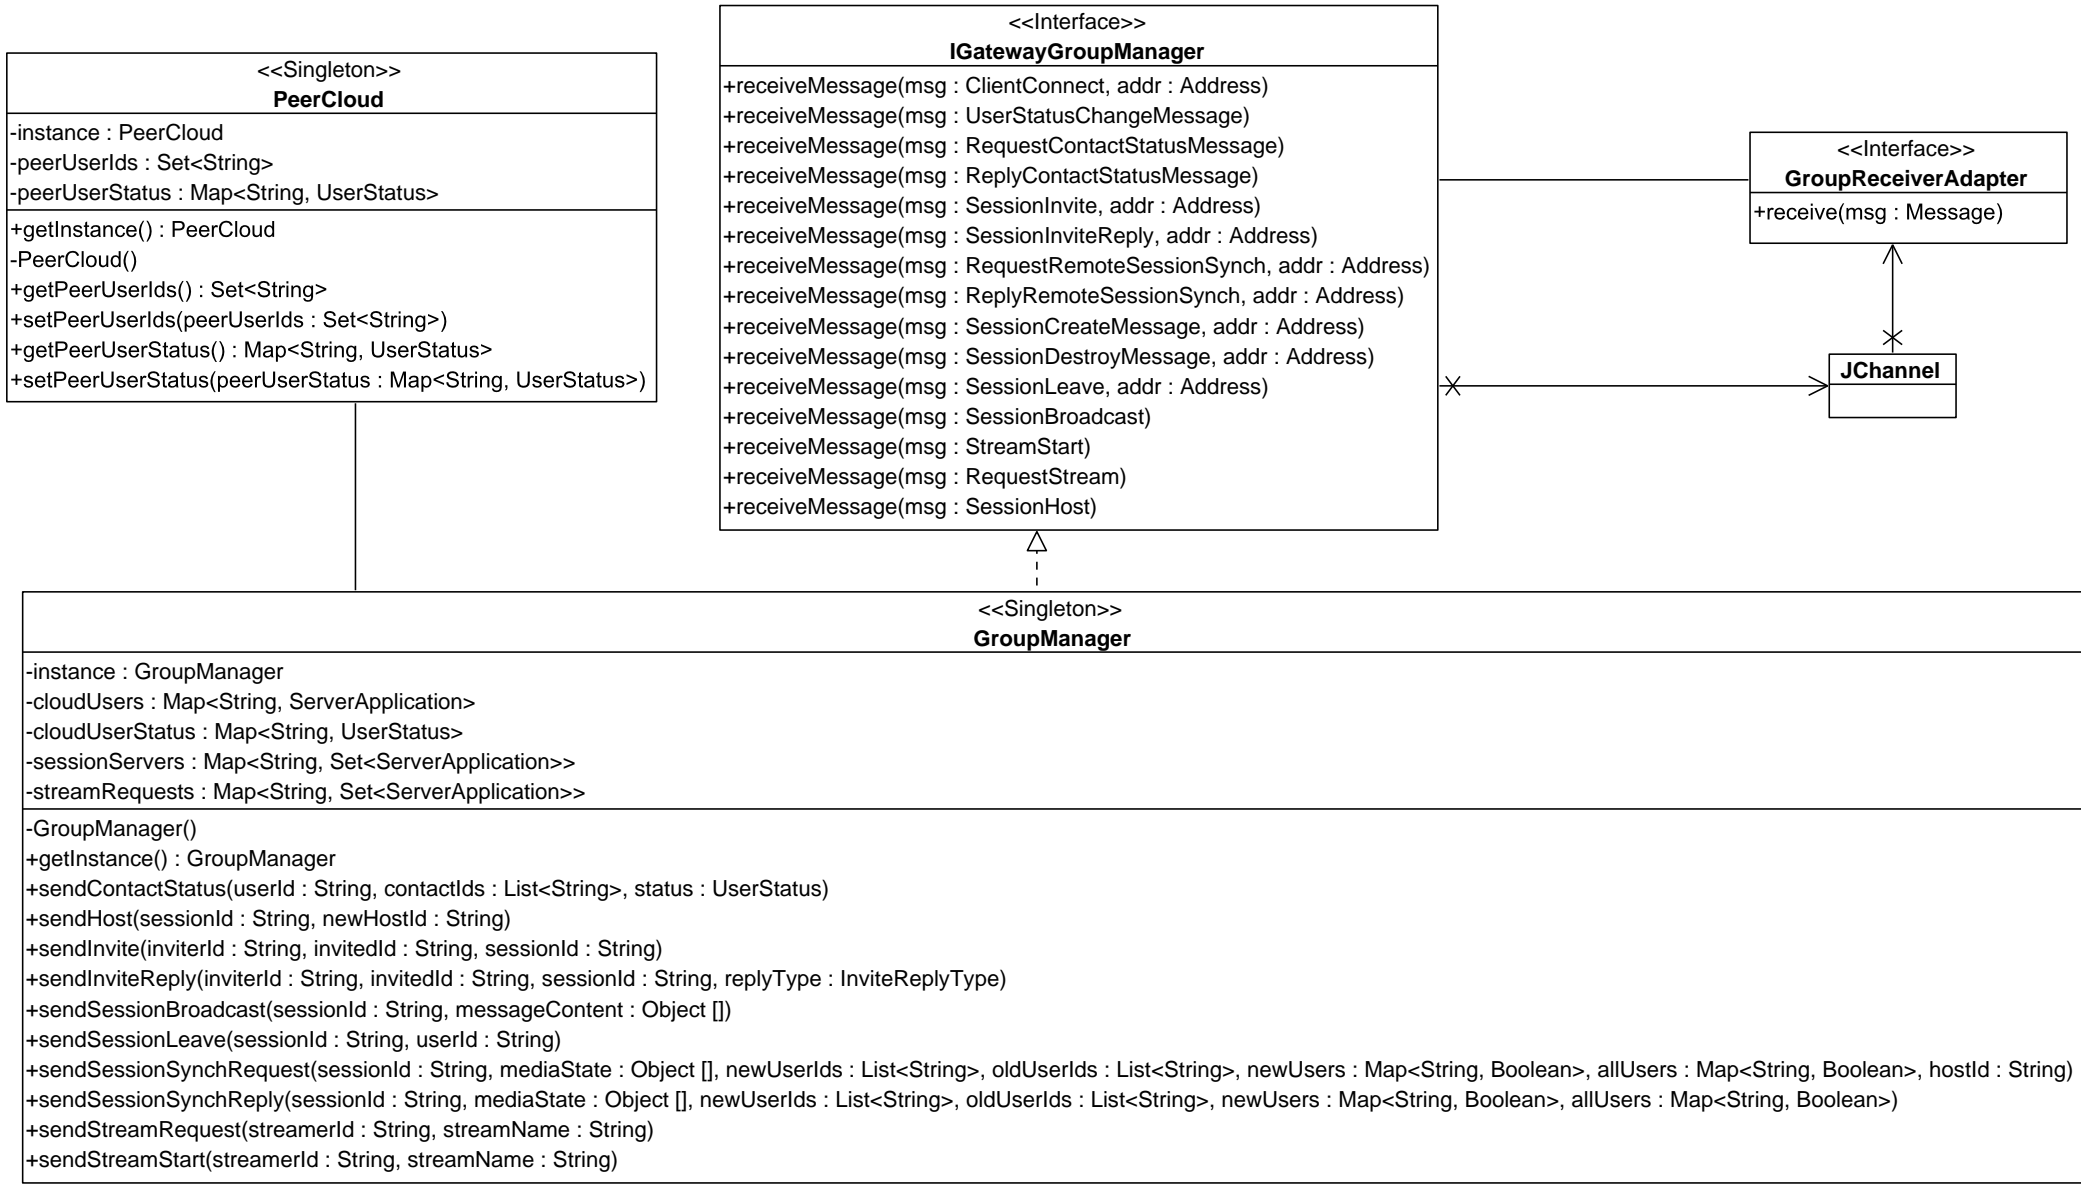 <<Singleton>>
PeerCloud
-instance : PeerCloud
-peerUserIds : Set<String>
-peerUserStatus : Map<String, UserStatus>
+getInstance() : PeerCloud
-PeerCloud()
+getPeerUserIds() : Set<String>
+setPeerUserIds(peerUserIds : Set<String>)
+getPeerUserStatus() : Map<String, UserStatus>
+setPeerUserStatus(peerUserStatus : Map<String, UserStatus>)
<<Interface>>
IGatewayGroupManager
+receiveMessage(msg : ClientConnect, addr : Address)
+receiveMessage(msg : UserStatusChangeMessage)
+receiveMessage(msg : RequestContactStatusMessage)
+receiveMessage(msg : ReplyContactStatusMessage)
+receiveMessage(msg : SessionInvite, addr : Address)
+receiveMessage(msg : SessionInviteReply, addr : Address)
+receiveMessage(msg : RequestRemoteSessionSynch, addr : Address)
+receiveMessage(msg : ReplyRemoteSessionSynch, addr : Address)
+receiveMessage(msg : SessionCreateMessage, addr : Address)
+receiveMessage(msg : SessionDestroyMessage, addr : Address)
+receiveMessage(msg : SessionLeave, addr : Address)
+receiveMessage(msg : SessionBroadcast)
+receiveMessage(msg : StreamStart)
+receiveMessage(msg : RequestStream)
+receiveMessage(msg : SessionHost)
<<Interface>>
GroupReceiverAdapter
+receive(msg : Message)
JChannel
<<Singleton>>
GroupManager
-instance : GroupManager
-cloudUsers : Map<String, ServerApplication>
-cloudUserStatus : Map<String, UserStatus>
-sessionServers : Map<String, Set<ServerApplication>>
-streamRequests : Map<String, Set<ServerApplication>>
-GroupManager()
+getInstance() : GroupManager
+sendContactStatus(userId : String, contactIds : List<String>, status : UserStatus)
+sendHost(sessionId : String, newHostId : String)
+sendInvite(inviterId : String, invitedId : String, sessionId : String)
+sendInviteReply(inviterId : String, invitedId : String, sessionId : String, replyType : InviteReplyType)
+sendSessionBroadcast(sessionId : String, messageContent : Object [])
+sendSessionLeave(sessionId : String, userId : String)
+sendSessionSynchRequest(sessionId : String, mediaState : Object [], newUserIds : List<String>, oldUserIds : List<String>, newUsers : Map<String, Boolean>, allUsers : Map<String, Boolean>, hostId : String)
+sendSessionSynchReply(sessionId : String, mediaState : Object [], newUserIds : List<String>, oldUserIds : List<String>, newUsers : Map<String, Boolean>, allUsers : Map<String, Boolean>)
+sendStreamRequest(streamerId : String, streamName : String)
+sendStreamStart(streamerId : String, streamName : String)